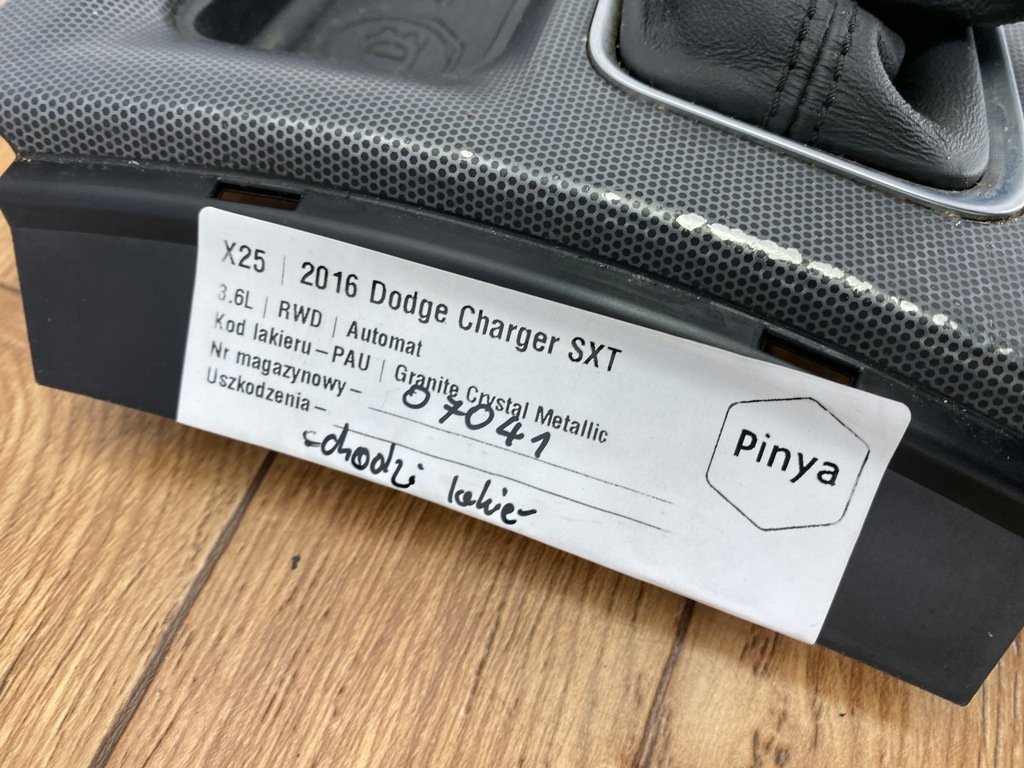 X25 | 2016 Dodge Charger SXT
3.6L | RWD | Automat
Kod lakieru – PAU | Granite Crystal Metallic
Nr magazynowy – 07041
Uszkodzenia –
schodzi lakier
Pinya